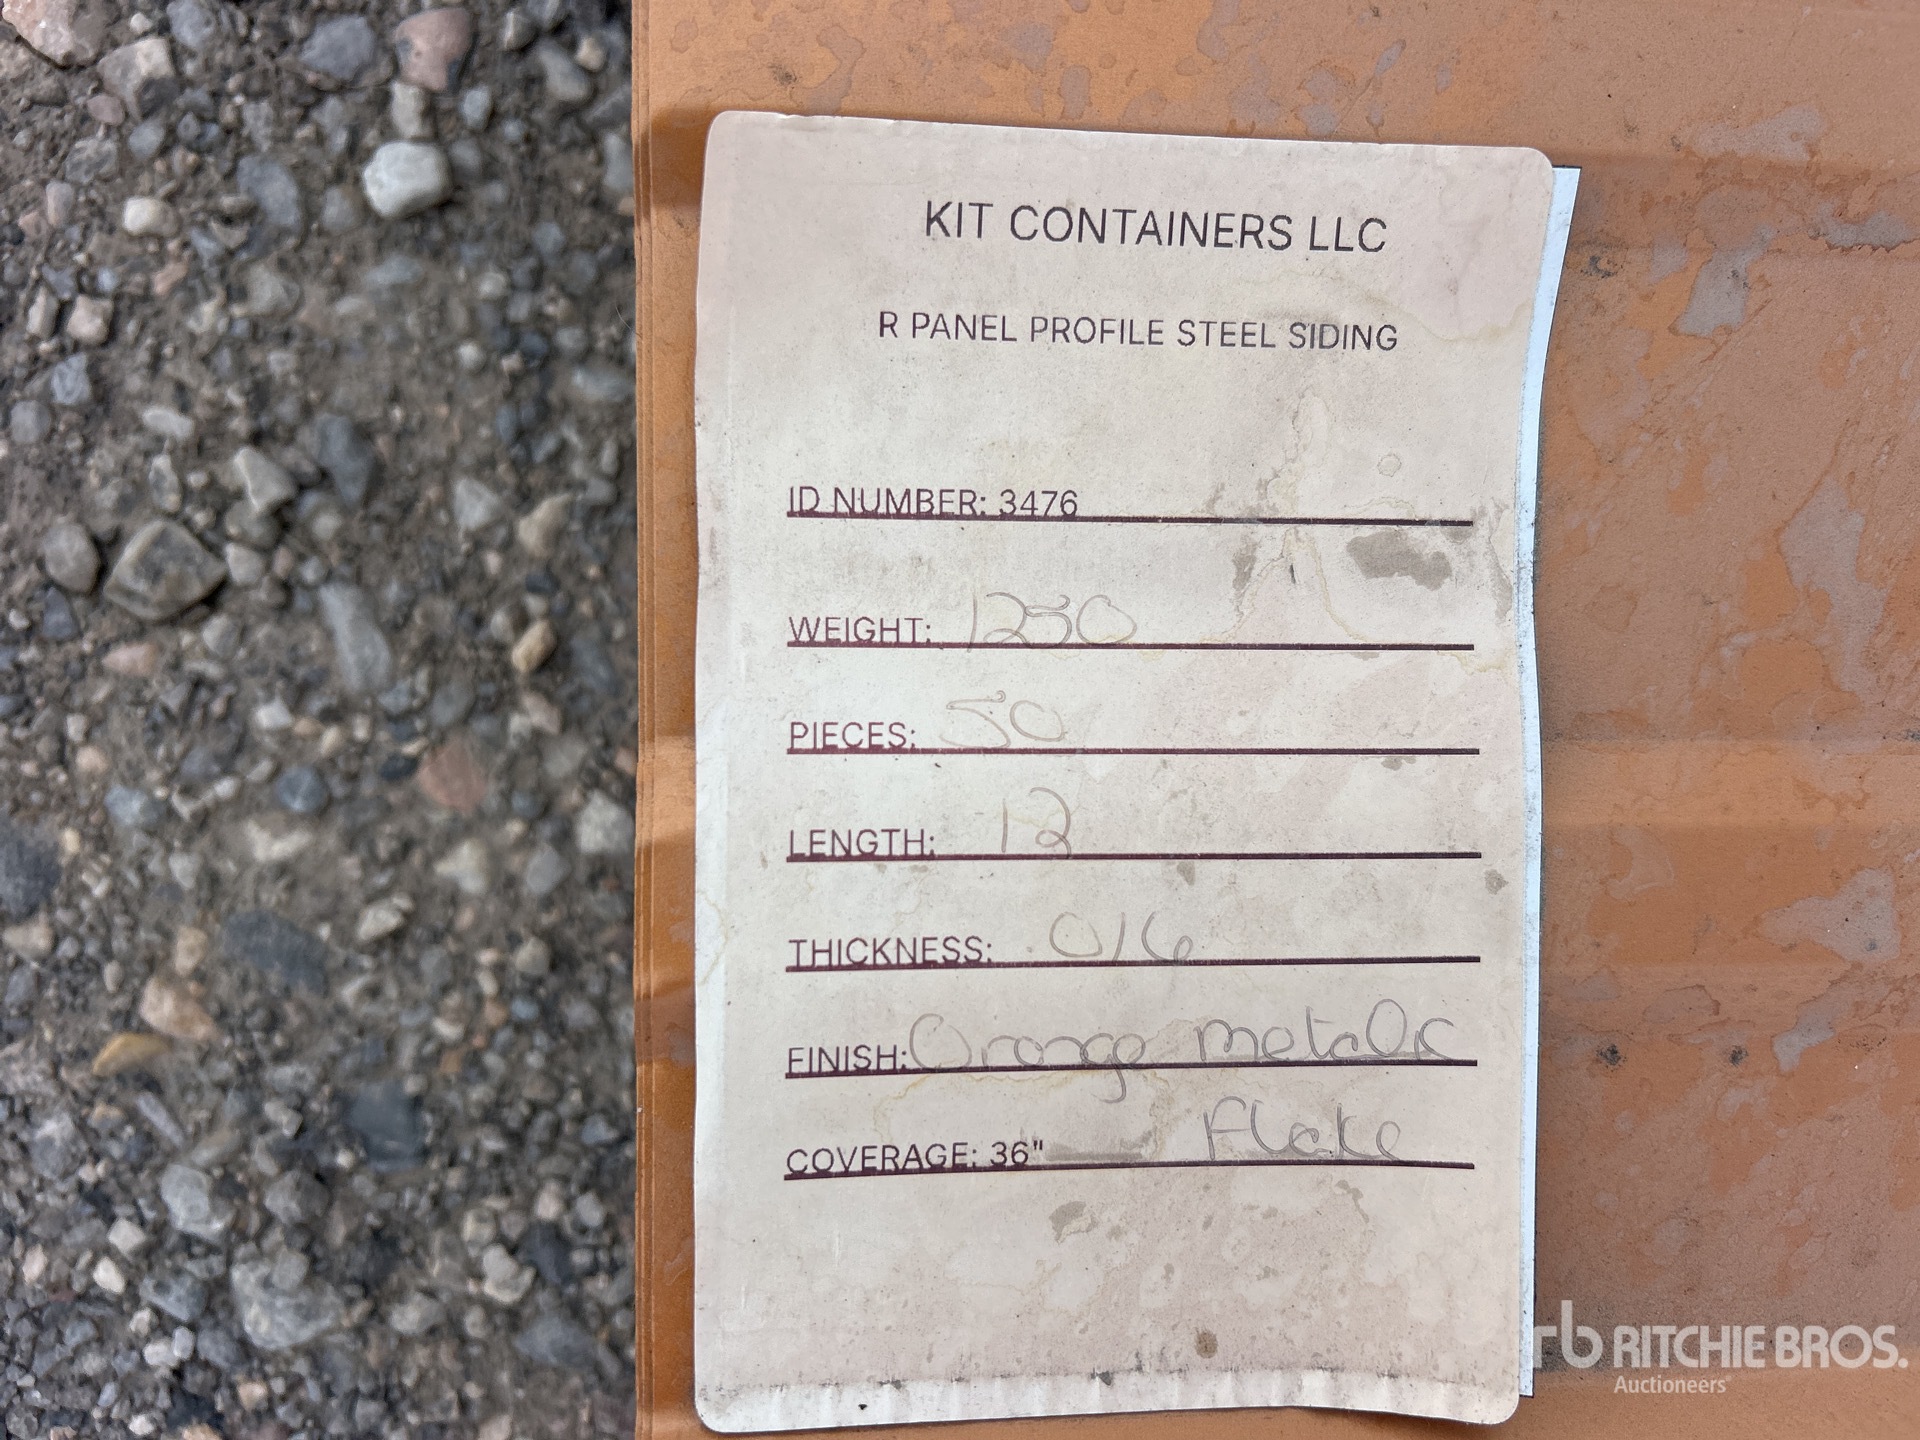 KIT CONTAINERS LLC
R PANEL PROFILE STEEL SIDING
ID NUMBER: 3476
WEIGHT: 1250
PIECES: 50
LENGTH: 12
THICKNESS: .016
FINISH: Orange metalic
Flake
COVERAGE: 36"
rb RITCHIE BROS.
Auctioneers